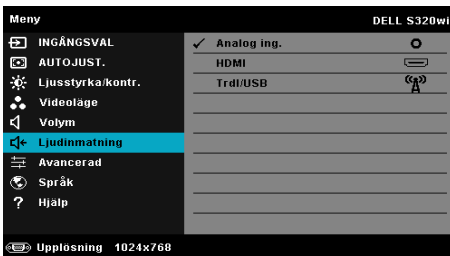 Meny DELL S320wi
INGÅNGSVAL
AUTOJUST.
Ljusstyrka/kontr.
Videoläge
Volym
Ljudinmatning
Avancerad
Språk
? Hjälp
Analog ing.
HDMI
Trdl/USB
Upplösning 1024x768